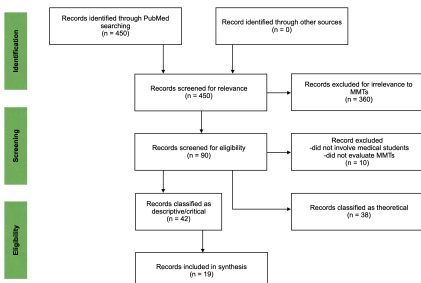 Identification
Records identified through PubMed
searching
(n = 450)
Record identified through other sources
(n = 0)
Records screened for relevance
(n = 450)
Records excluded for irrelevance to
MMTs
(n = 360)
Screening
Records screened for eligibility
(n = 90)
Record excluded
-did not involve medical students
-did not evaluate MMTs
(n = 10)
Eligibility
Records classified as
descriptive/critical
(n = 42)
Records classified as theoretical
(n = 38)
Records included in synthesis
(n = 19)